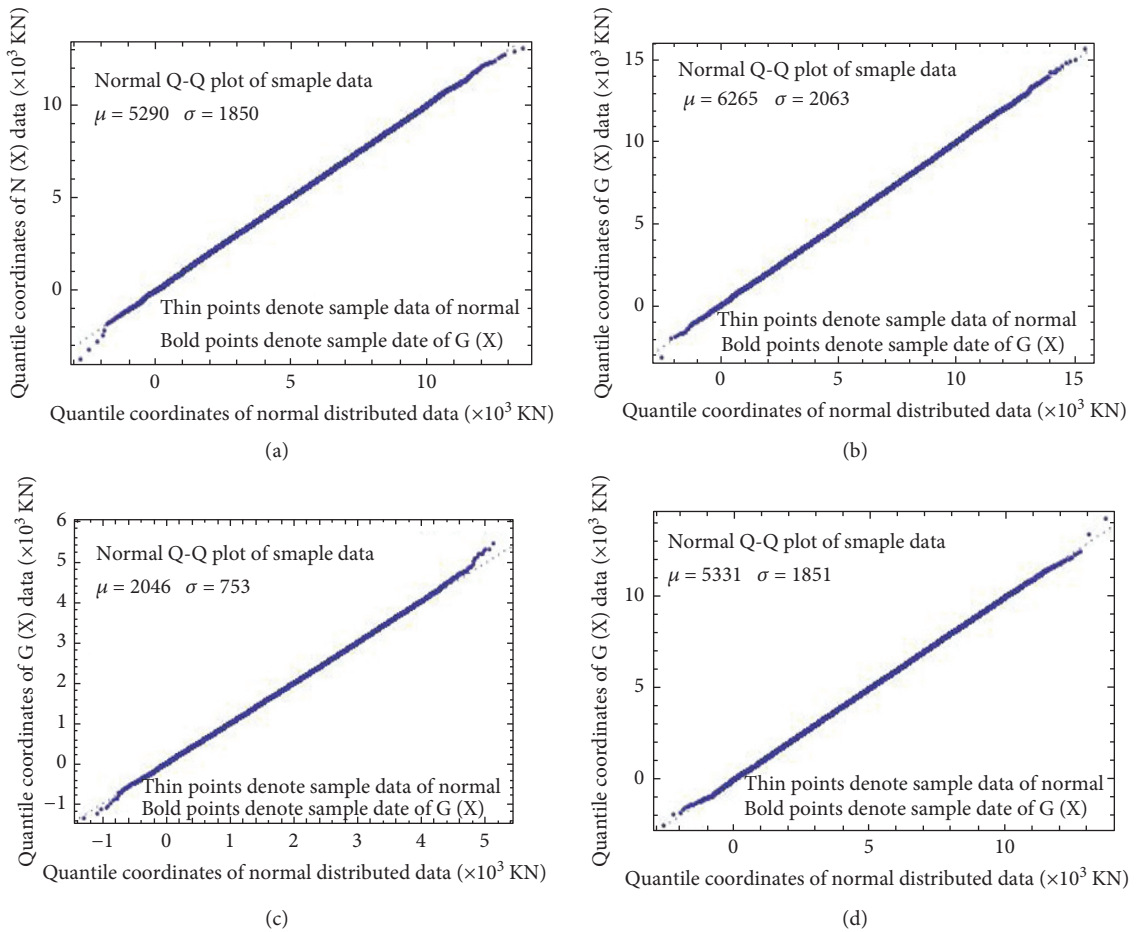 Quantile coordinates of N (X) data (×10³ KN)
Normal Q-Q plot of smaple data
μ = 5290 σ = 1850
10
5
0
Thin points denote sample data of normal
Bold points denote sample date of G (X)
0 5 10
Quantile coordinates of normal distributed data (×10³ KN)
(a)
Quantile coordinates of G (X) data (×10³ KN)
15
Normal Q-Q plot of smaple data
μ = 6265 σ = 2063
10
5
0
Thin points denote sample data of normal
Bold points denote sample date of G (X)
0 5 10 15
Quantile coordinates of normal distributed data (×10³ KN)
(b)
Quantile coordinates of G (X) data (×10³ KN)
6
Normal Q-Q plot of smaple data
5
μ = 2046 σ = 753
4
3
2
1
0
Thin points denote sample data of normal
−1
Bold points denote sample date of G (X)
−1 0 1 2 3 4 5
Quantile coordinates of normal distributed data (×10³ KN)
(c)
Quantile coordinates of G (X) data (×10³ KN)
Normal Q-Q plot of smaple data
μ = 5331 σ = 1851
10
5
0
Thin points denote sample data of normal
Bold points denote sample date of G (X)
0 5 10
Quantile coordinates of normal distributed data (×10³ KN)
(d)